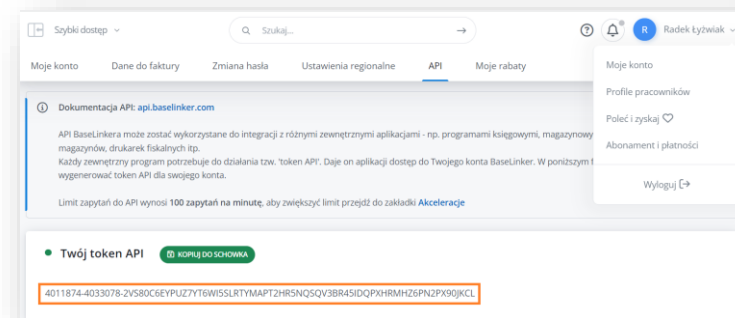 Szybki dostęp
Szukaj...
R
Radek Łyżwiak
Moje konto
Dane do faktury
Zmiana hasła
Ustawienia regionalne
API
Moje rabaty
Moje konto
Profile pracowników
Poleć i zyskaj
Abonament i płatności
Wyloguj
Dokumentacja API: api.baselinker.com
API BaseLinkera może zostać wykorzystane do integracji z różnymi zewnętrznymi aplikacjami - np. programami księgowymi, magazynowy
magazynów, drukarek fiskalnych itp.
Każdy zewnętrzny program potrzebuje do działania tzw. 'token API'. Daje on aplikacji dostęp do Twojego konta BaseLinker. W poniższym f
wygenerować token API dla swojego konta.
Limit zapytań do API wynosi 100 zapytań na minutę, aby zwiększyć limit przejdź do zakładki Akceleracje
Twój token API
KOPIUJ DO SCHOWKA
4011874-4033078-2VS80C6EYPUZ7YT6WI5SLRTYMAPT2HR5NQSQV3BR45IDQPXHRMHZ6PN2PX90JKCL